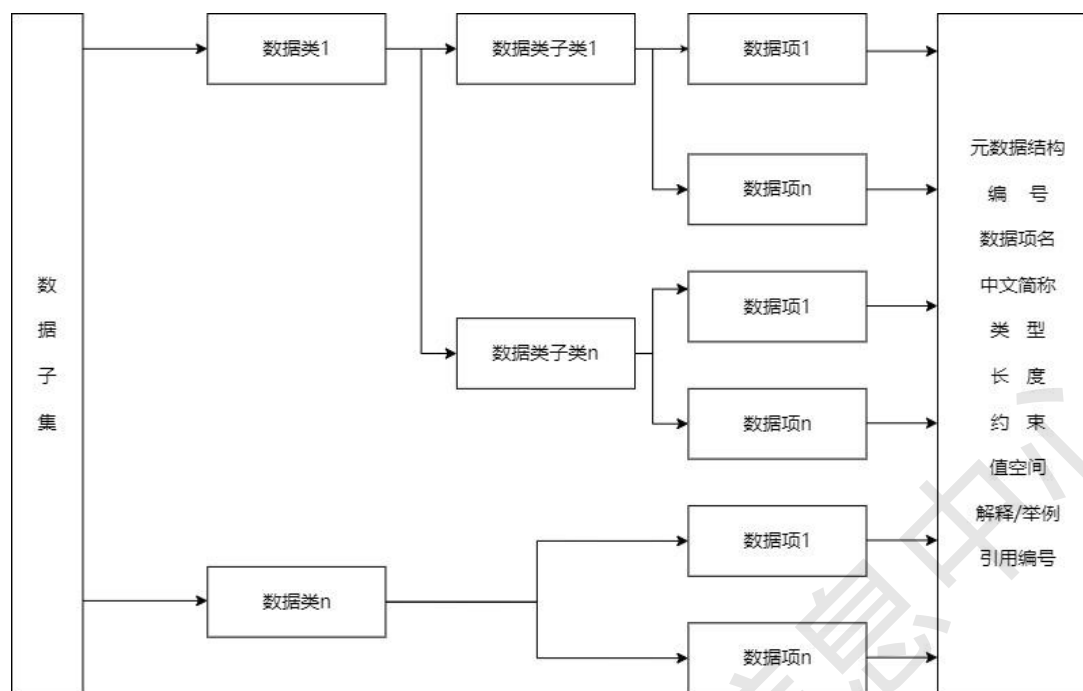 数据子集
数据类1
数据类子类1
数据项1
数据项n
数据类子类n
数据项1
数据项n
数据类n
数据项1
数据项n
元数据结构
编 号
数据项名
中文简称
类 型
长 度
约 束
值空间
解释/举例
引用编号
息中心